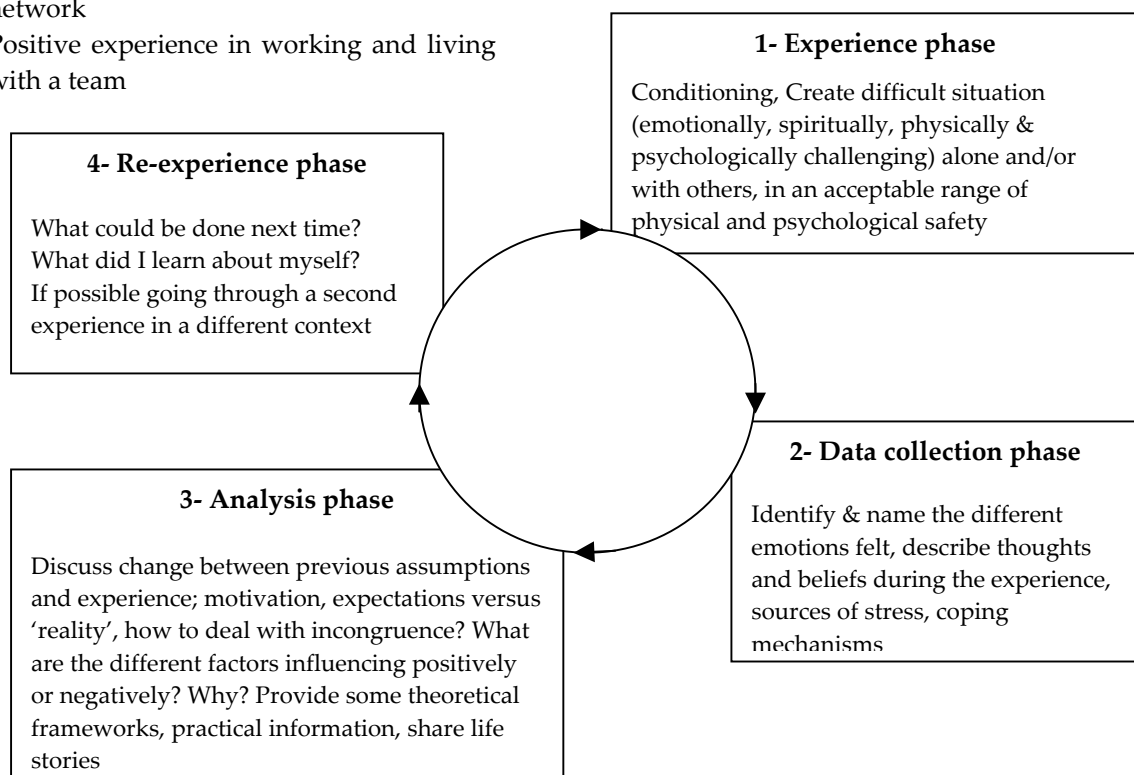 network
Positive experience in working and living
with a team
1- Experience phase
Conditioning, Create difficult situation
(emotionally, spiritually, physically &
psychologically challenging) alone and/or
with others, in an acceptable range of
physical and psychological safety
4- Re-experience phase
What could be done next time?
What did I learn about myself?
If possible going through a second
experience in a different context
2- Data collection phase
Identify & name the different
emotions felt, describe thoughts
and beliefs during the experience,
sources of stress, coping
mechanisms
3- Analysis phase
Discuss change between previous assumptions
and experience; motivation, expectations versus
‘reality’, how to deal with incongruence? What
are the different factors influencing positively
or negatively? Why? Provide some theoretical
frameworks, practical information, share life
stories